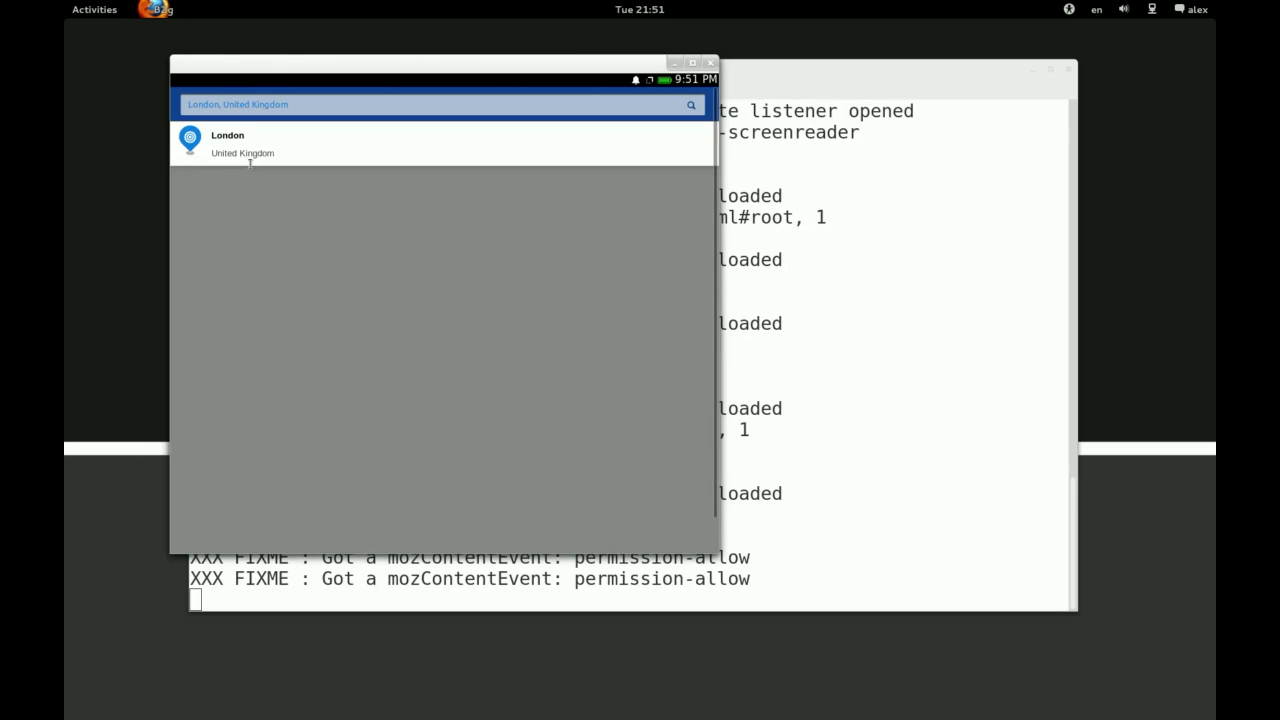 Activities
B2g
Tue 21:51
en
alex
9:51 PM
London, United Kingdom
London
United Kingdom
te listener opened
-screenreader
loaded
ml#root, 1
loaded
loaded
loaded
, 1
loaded
XXX FIXME : Got a mozContentEvent: permission-allow
XXX FIXME : Got a mozContentEvent: permission-allow